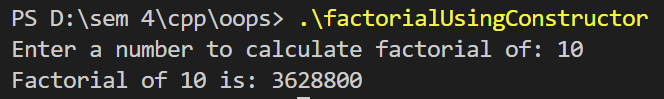 PS D:\sem 4\cpp\oops> .\factorialUsingConstructor
Enter a number to calculate factorial of: 10
Factorial of 10 is: 3628800